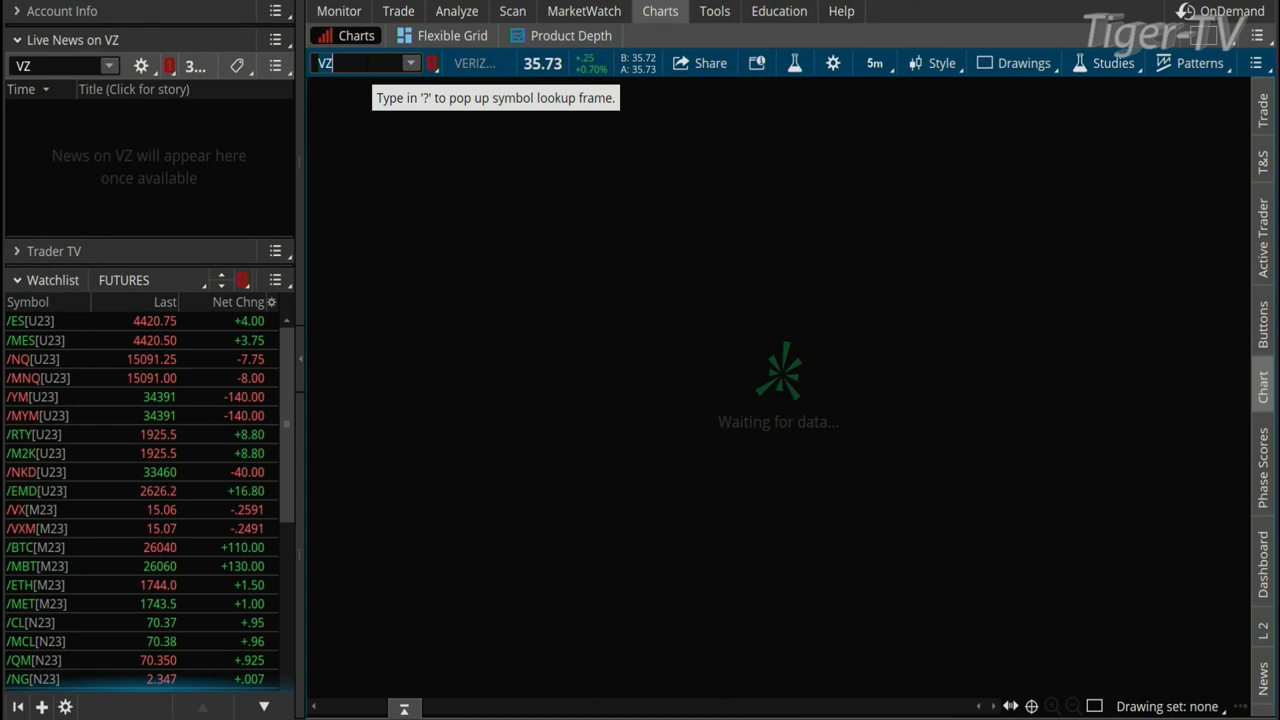 Account Info
Monitor Trade Analyze Scan MarketWatch Charts Tools Education Help OnDemand
Tiger-TV
Live News on VZ
Charts Flexible Grid Product Depth
VZ 3...
VZ VERIZ... 35.73 +.25 +0.70% B: 35.72 A: 35.73 Share 5m Style Drawings Studies Patterns
Time Title (Click for story)
Type in '?' to pop up symbol lookup frame.
News on VZ will appear here
once available
Trader TV
Watchlist FUTURES
Symbol Last Net Chng
/ES[U23] 4420.75 +4.00
/MES[U23] 4420.50 +3.75
/NQ[U23] 15091.25 -7.75
/MNQ[U23] 15091.00 -8.00
/YM[U23] 34391 -140.00
/MYM[U23] 34391 -140.00
/RTY[U23] 1925.5 +8.80
/M2K[U23] 1925.5 +8.80
/NKD[U23] 33460 -40.00
/EMD[U23] 2626.2 +16.80
/VX[M23] 15.06 -.2591
/VXM[M23] 15.07 -.2491
/BTC[M23] 26040 +110.00
/MBT[M23] 26060 +130.00
/ETH[M23] 1744.0 +1.50
/MET[M23] 1743.5 +1.00
/CL[N23] 70.37 +.95
/MCL[N23] 70.38 +.96
/QM[N23] 70.350 +.925
/NG[N23] 2.347 +.007
Waiting for data...
Trade
T&S
Active Trader
Buttons
Chart
Phase Scores
Dashboard
L 2
News
Drawing set: none